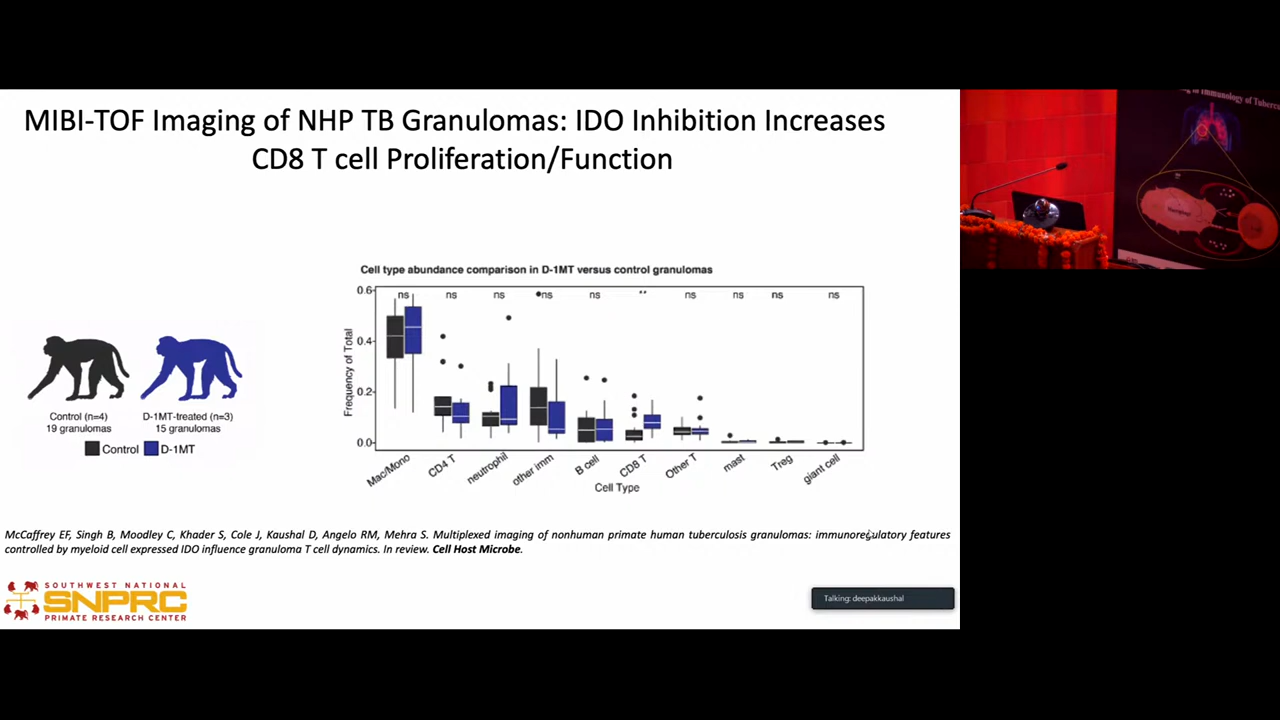 MIBI-TOF Imaging of NHP TB Granulomas: IDO Inhibition Increases
CD8 T cell Proliferation/Function
Control (n=4)
19 granulomas
D-1MT-treated (n=3)
15 granulomas
Control D-1MT
Cell type abundance comparison in D-1MT versus control granulomas
Frequency of Total
0.6
0.4
0.2
0.0
ns ns ns ns ns ** ns ns ns ns
Mac/Mono
CD4 T
neutrophil
other imm
B cell
CD8 T
Other T
mast
Treg
giant cell
Cell Type
McCaffrey EF, Singh B, Moodley C, Khader S, Cole J, Kaushal D, Angelo RM, Mehra S. Multiplexed imaging of nonhuman primate human tuberculosis granulomas: immunoregulatory features
controlled by myeloid cell expressed IDO influence granuloma T cell dynamics. In review. Cell Host Microbe.
SOUTHWEST NATIONAL
SNPRC
PRIMATE RESEARCH CENTER
Talking: deepakkaushal
of Immunology of Tubercu